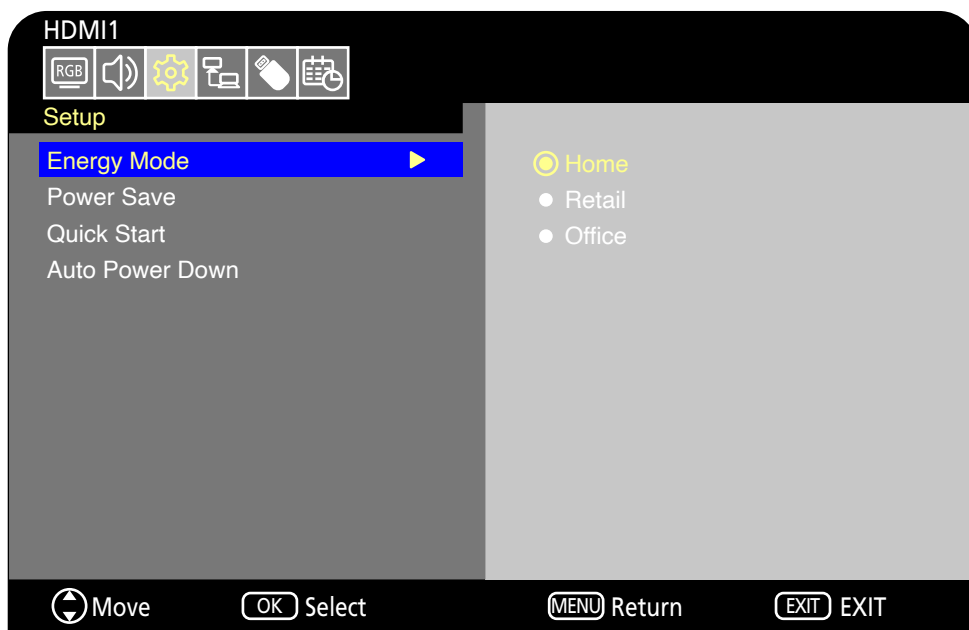 HDMI1
RGB
Setup
Energy Mode
Power Save
Quick Start
Auto Power Down
Home
Retail
Office
Move OK Select MENU Return EXIT EXIT